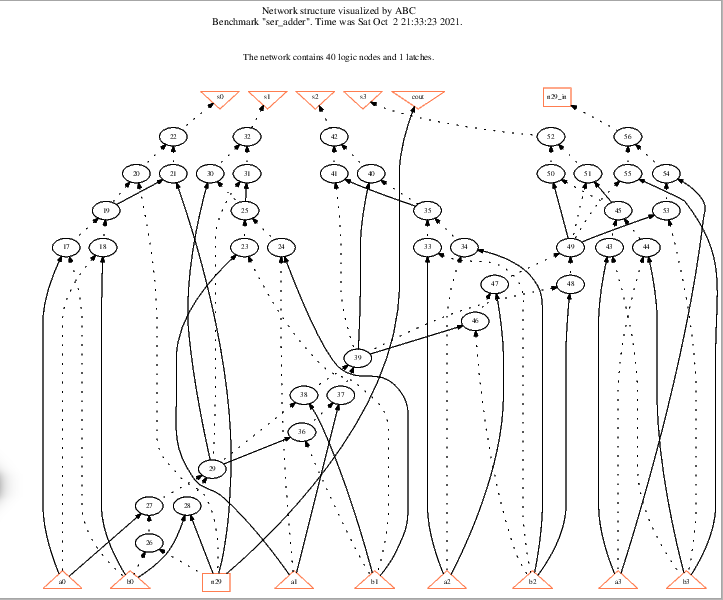 Network structure visualized by ABC
Benchmark "ser_adder". Time was Sat Oct 2 21:33:23 2021.
The network contains 40 logic nodes and 1 latches.
s0 s1 s2 s3 cout n29_in
22 32 42 52 56
20 21 30 31 41 40 50 51 55 54
19 25 35 45 53
17 18 23 24 33 34 49 43 44
47 48
46
39
38 37
36
29
27 28
26
a0 b0 n29 a1 b1 a2 b2 a3 b3